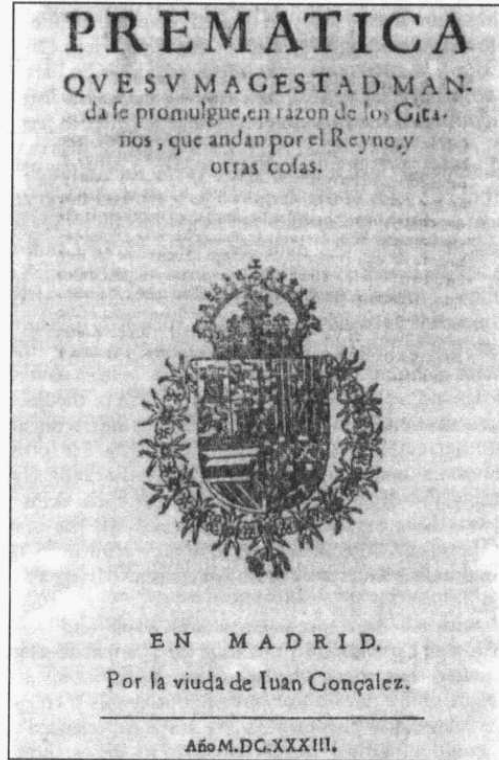 PREMATICA
QVE SV MAGESTAD MAN-
da se promulgue, en razon de los Gita-
nos, que andan por el Reyno, y
otras cosas.
EN MADRID.
Por la viuda de Iuan Gonçalez.
Año M.DC.XXXIII.